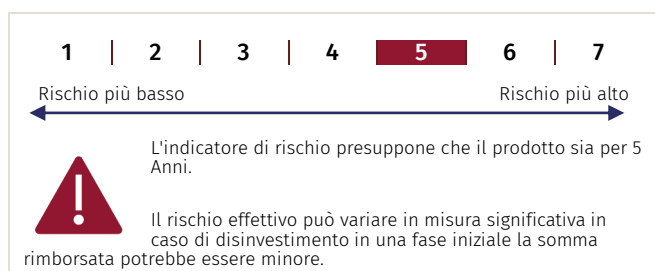 1 2 3 4 5 6 7
Rischio più basso Rischio più alto
L'indicatore di rischio presuppone che il prodotto sia per 5
Anni.
Il rischio effettivo può variare in misura significativa in
caso di disinvestimento in una fase iniziale la somma
rimborsata potrebbe essere minore.